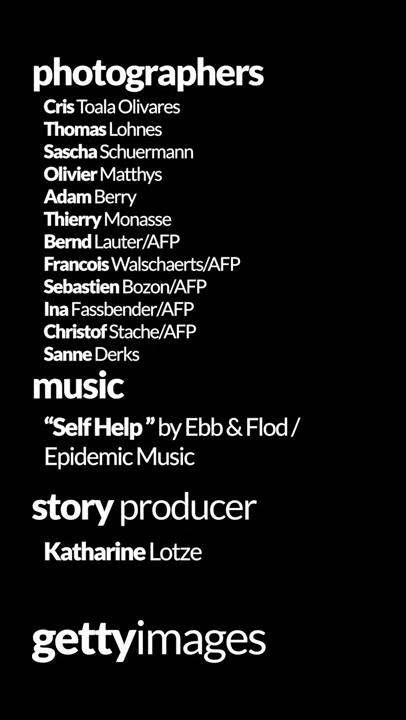 photographers
Cris Toala Olivares
Thomas Lohnes
Sascha Schuermann
Olivier Matthys
Adam Berry
Thierry Monasse
Bernd Lauter/AFP
Francois Walschaerts/AFP
Sebastien Bozon/AFP
Ina Fassbender/AFP
Christof Stache/AFP
Sanne Derks
music
“Self Help ” by Ebb & Flod /
Epidemic Music
story producer
Katharine Lotze
gettyimages